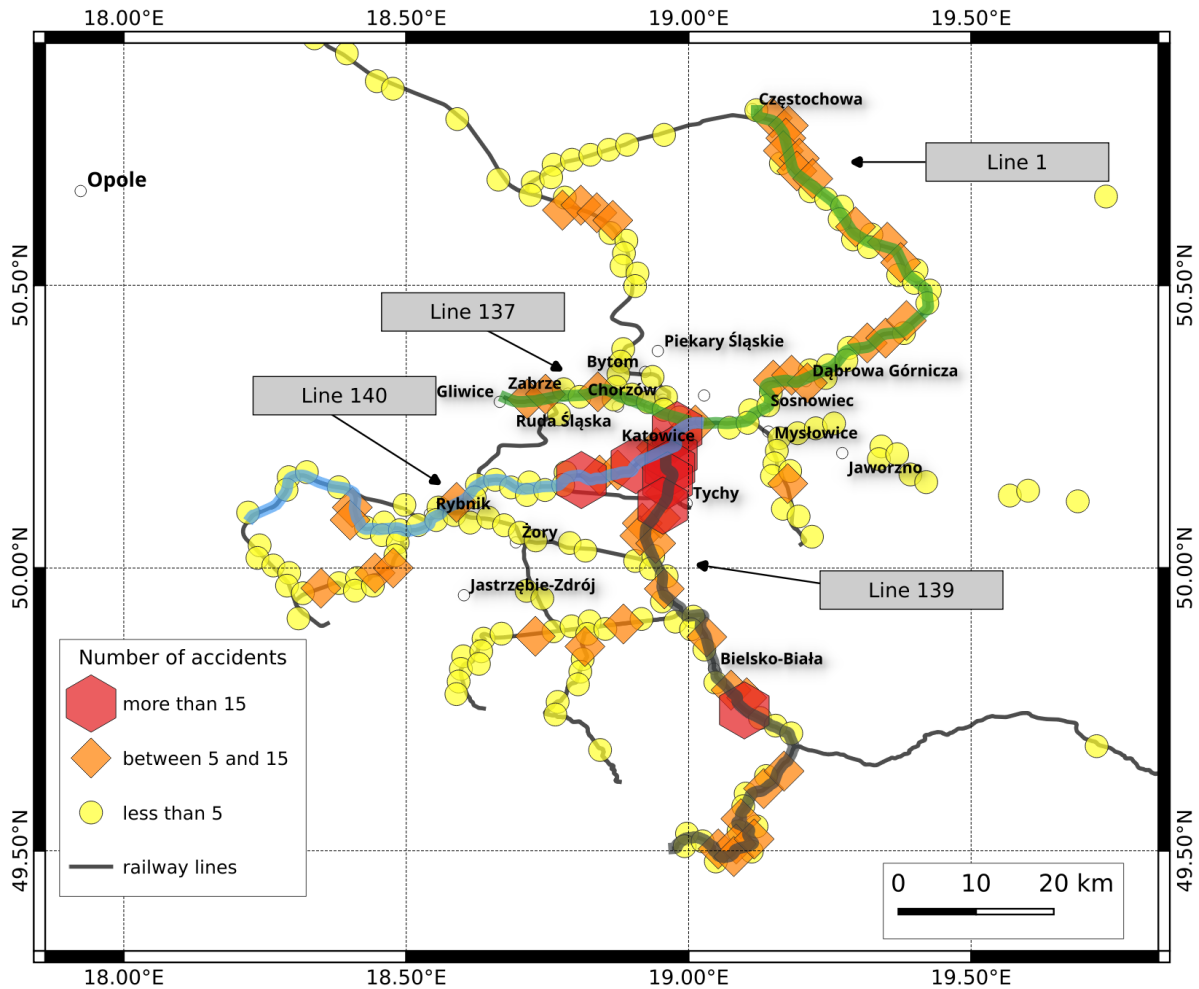 18.00°E 18.50°E 19.00°E 19.50°E
Częstochowa
Line 1
Opole
50.50°N 50.50°N
Line 137
Piekary Śląskie
Bytom
Dąbrowa Górnicza
Zabrze
Chorzów
Gliwice
Line 140
Sosnowiec
Ruda Śląska
Katowice
Mysłowice
Jaworzno
Tychy
Rybnik
Żory
50.00°N 50.00°N
Jastrzębie-Zdrój
Line 139
Bielsko-Biała
Number of accidents
more than 15
between 5 and 15
less than 5
railway lines
49.50°N 49.50°N
0 10 20 km
18.00°E 18.50°E 19.00°E 19.50°E